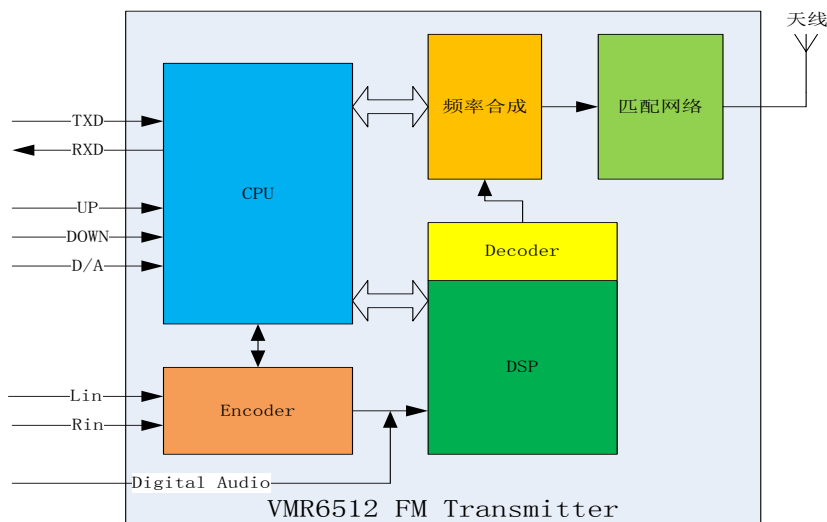 天线
频率合成
匹配网络
TXD
RXD
CPU
UP
DOWN
D/A
Decoder
DSP
Lin
Encoder
Rin
Digital Audio
VMR6512 FM Transmitter